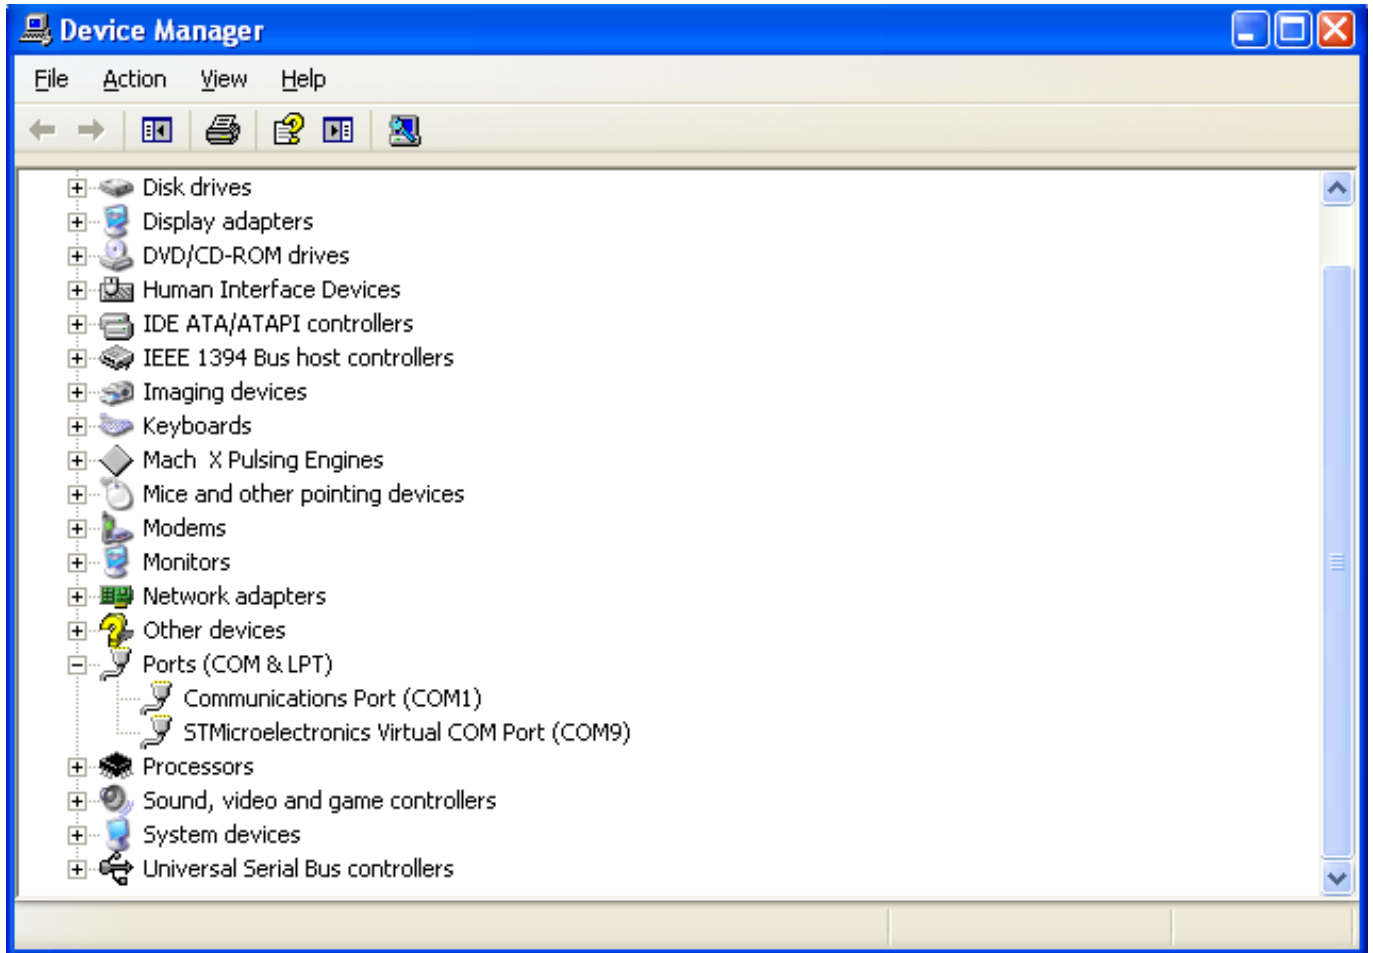 Device Manager
File Action View Help
Disk drives
Display adapters
DVD/CD-ROM drives
Human Interface Devices
IDE ATA/ATAPI controllers
IEEE 1394 Bus host controllers
Imaging devices
Keyboards
Mach  X Pulsing Engines
Mice and other pointing devices
Modems
Monitors
Network adapters
Other devices
Ports (COM & LPT)
Communications Port (COM1)
STMicroelectronics Virtual COM Port (COM9)
Processors
Sound, video and game controllers
System devices
Universal Serial Bus controllers